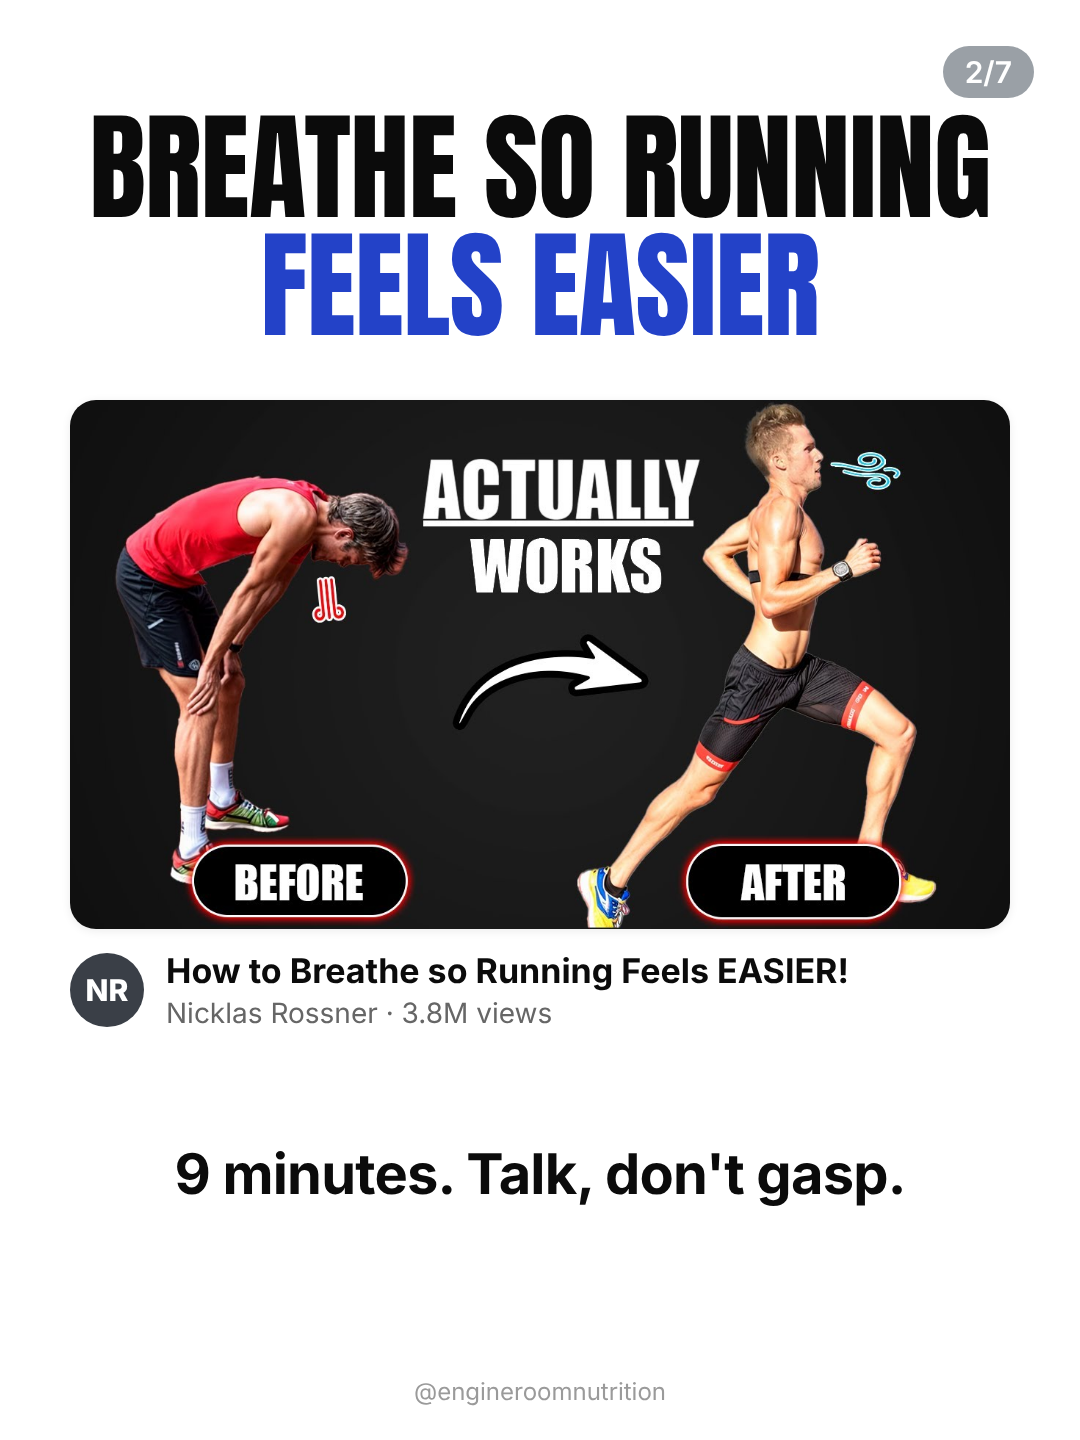 2/7
BREATHE SO RUNNING
FEELS EASIER
ACTUALLY
WORKS
BEFORE
AFTER
NR
How to Breathe so Running Feels EASIER!
Nicklas Rossner · 3.8M views
9 minutes. Talk, don't gasp.
@engineroomnutrition